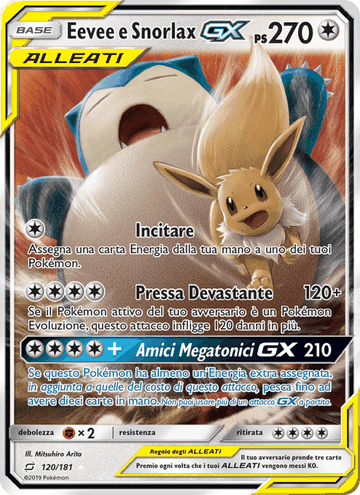 BASE Eevee e Snorlax GX PS270
ALLEATI
Incitare
Assegna una carta Energia dalla tua mano a uno dei tuoi
Pokémon.
Pressa Devastante 120+
Se il Pokémon attivo del tuo avversario è un Pokémon
Evoluzione, questo attacco infligge 120 danni in più.
+ Amici Megatonici GX 210
Se questo Pokémon ha almeno un'Energia extra assegnata,
in aggiunta a quelle del costo di questo attacco, pesca fino ad
avere dieci carte in mano. Non puoi usare più di un attacco GX a partita.
debolezza ×2 resistenza ritirata
Ill. Mitsuhiro Arita
120/181
©2019 Pokémon
Regola degli ALLEATI
Il tuo avversario prende tre carte
Premio ogni volta che i tuoi ALLEATI vengono messi KO.